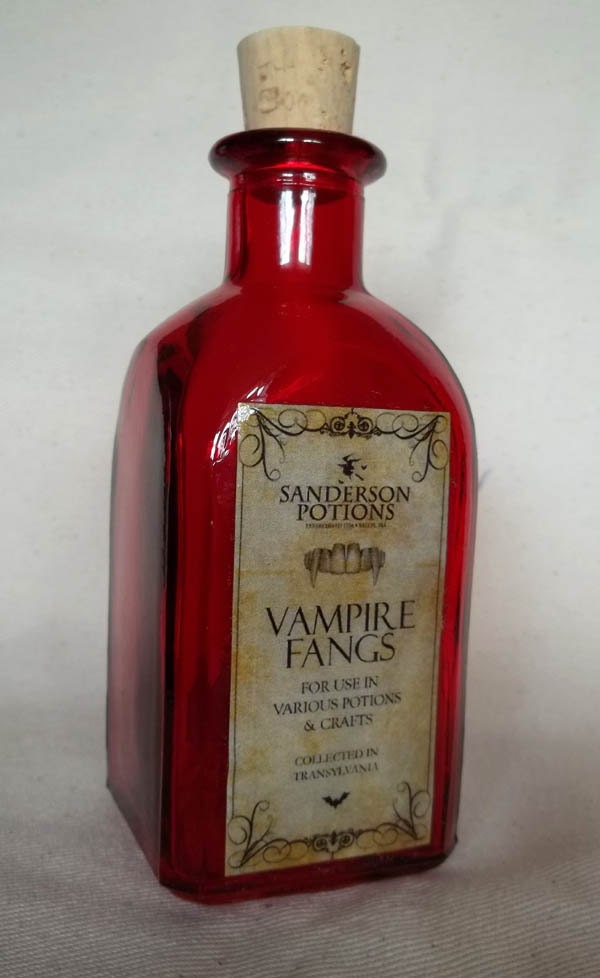 SANDERSON
POTIONS
VAMPIRE
FANGS
FOR USE IN
VARIOUS POTIONS
& CRAFTS
COLLECTED IN
TRANSYLVANIA